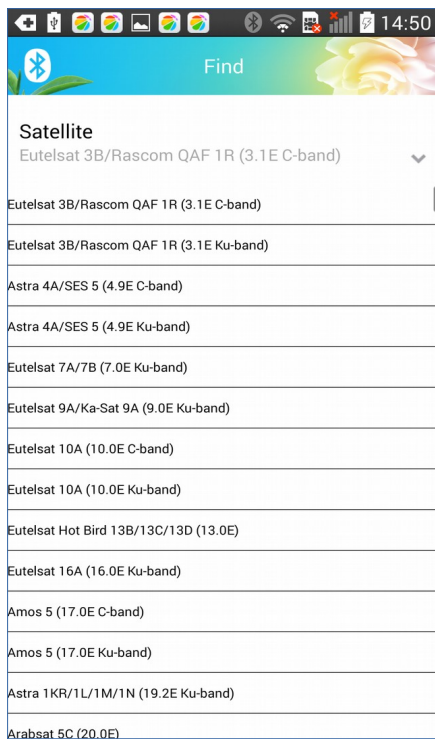 14:50
Find
Satellite
Eutelsat 3B/Rascom QAF 1R (3.1E C-band)
Eutelsat 3B/Rascom QAF 1R (3.1E C-band)
Eutelsat 3B/Rascom QAF 1R (3.1E Ku-band)
Astra 4A/SES 5 (4.9E C-band)
Astra 4A/SES 5 (4.9E Ku-band)
Eutelsat 7A/7B (7.0E Ku-band)
Eutelsat 9A/Ka-Sat 9A (9.0E Ku-band)
Eutelsat 10A (10.0E C-band)
Eutelsat 10A (10.0E Ku-band)
Eutelsat Hot Bird 13B/13C/13D (13.0E)
Eutelsat 16A (16.0E Ku-band)
Amos 5 (17.0E C-band)
Amos 5 (17.0E Ku-band)
Astra 1KR/1L/1M/1N (19.2E Ku-band)
Arabsat 5C (20.0E)